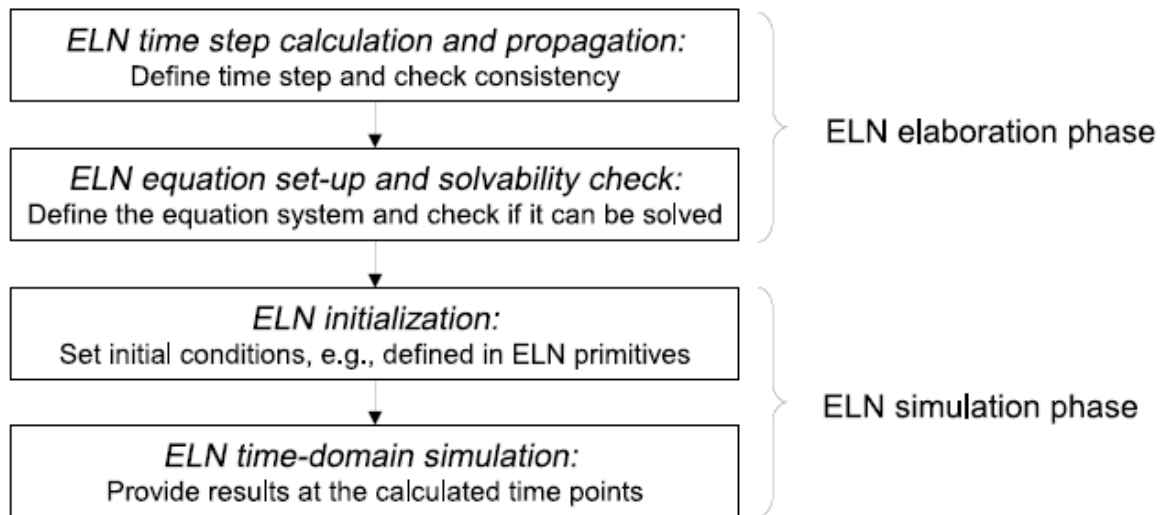 ELN time step calculation and propagation:
Define time step and check consistency
ELN elaboration phase
ELN equation set-up and solvability check:
Define the equation system and check if it can be solved
ELN initialization:
Set initial conditions, e.g., defined in ELN primitives
ELN simulation phase
ELN time-domain simulation:
Provide results at the calculated time points